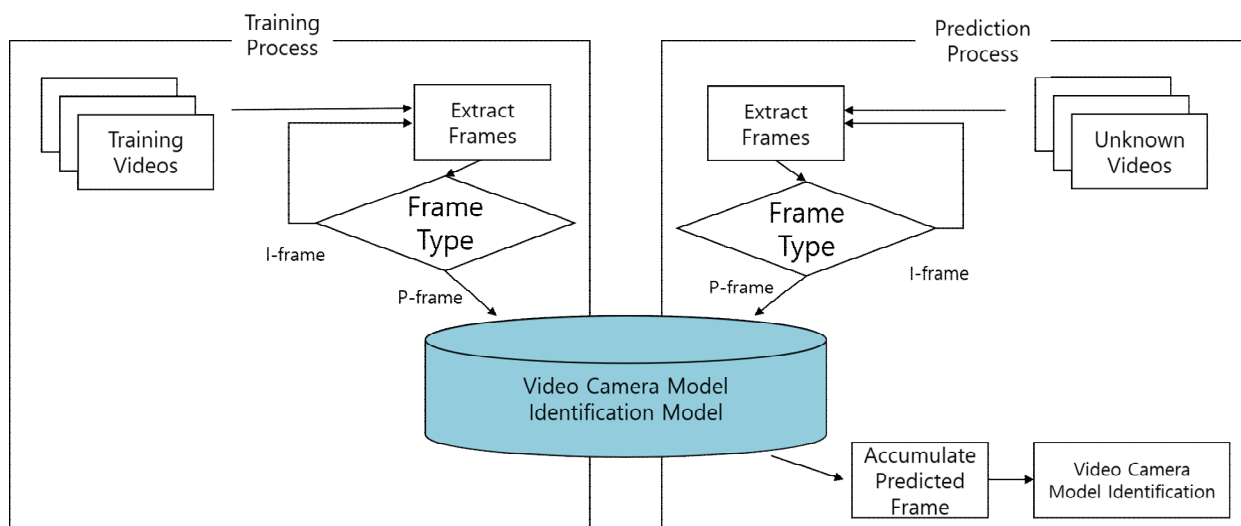 Training
Process
Training
Videos
Extract
Frames
Frame
Type
I-frame
P-frame
Prediction
Process
Extract
Frames
Unknown
Videos
Frame
Type
I-frame
P-frame
Video Camera Model
Identification Model
Accumulate
Predicted
Frame
Video Camera
Model Identification